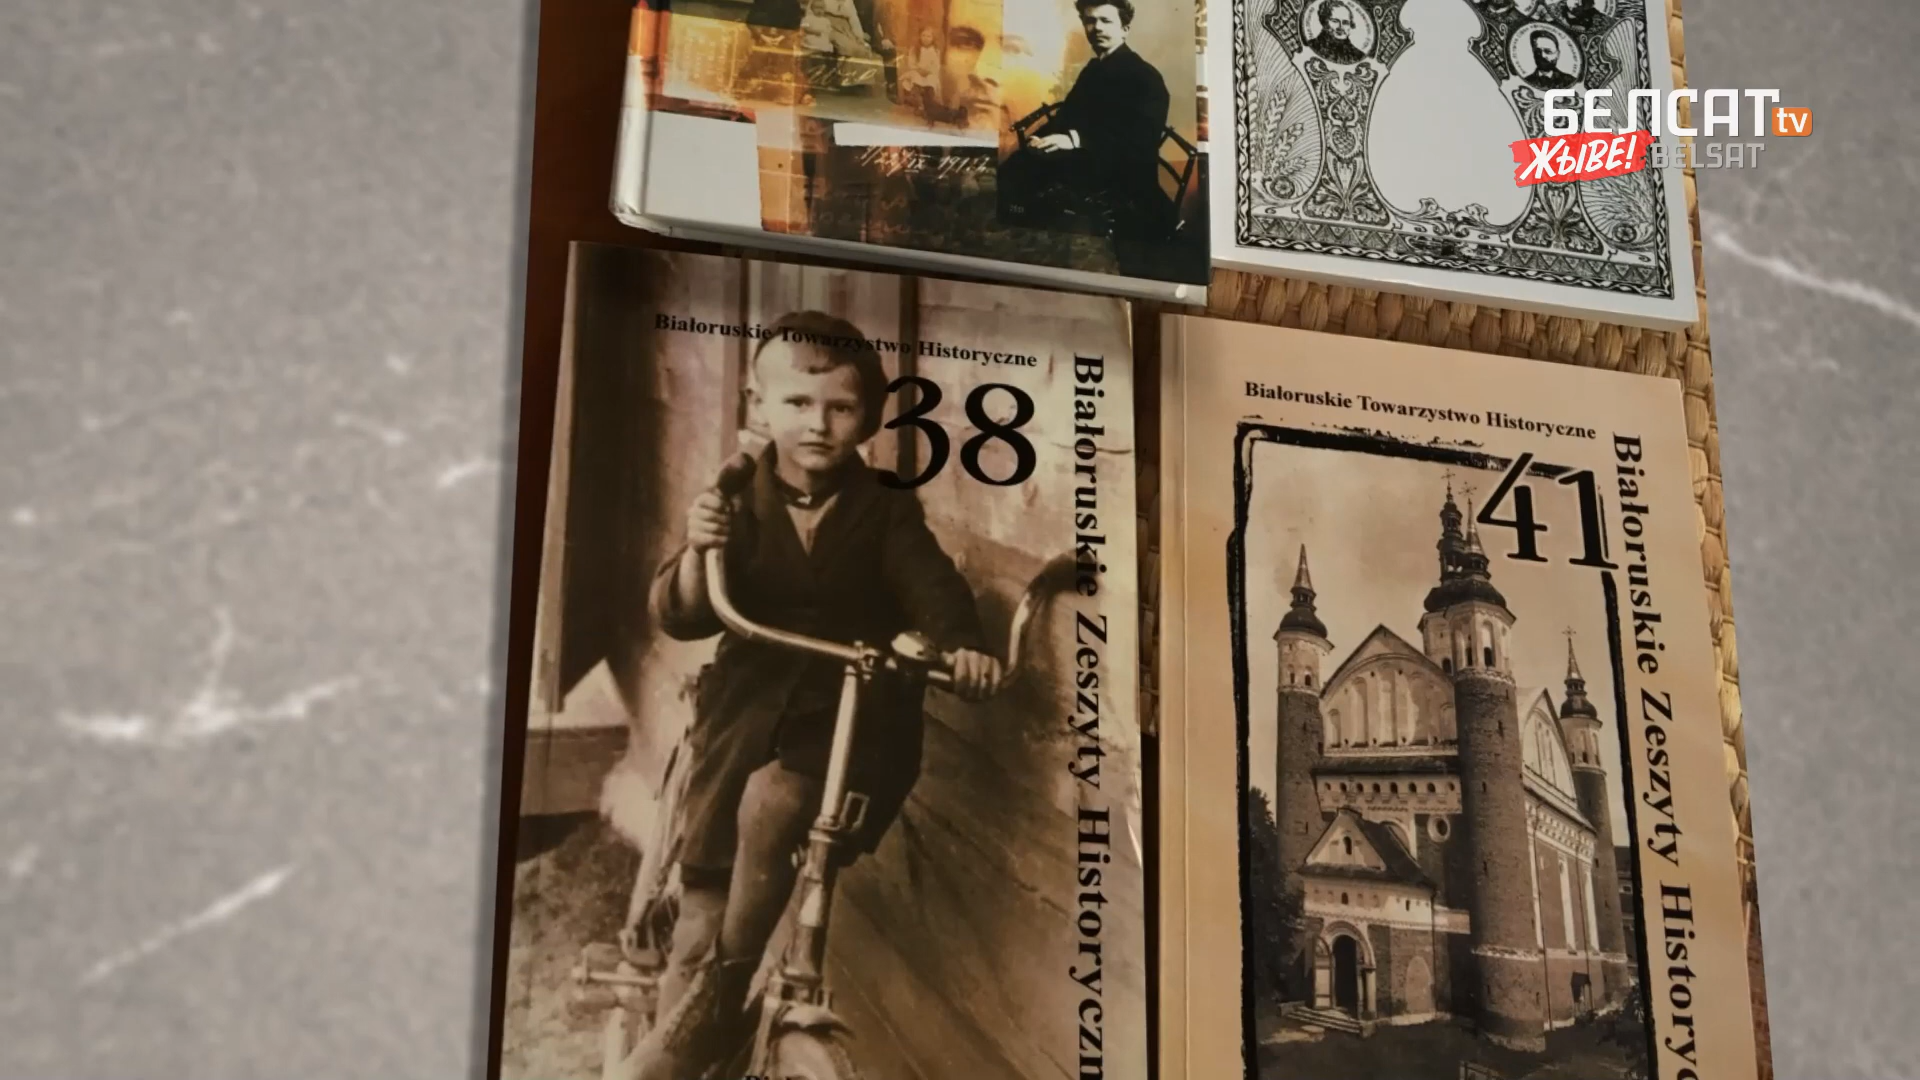 БЕЛСАТ tv
ЖЫВЕ! BELSAT
Białoruskie Towarzystwo Historyczne
38
Białoruskie Zeszyty Historyczn
Białoruskie Towarzystwo Historyczne
41
Białoruskie Zeszyty Historyc